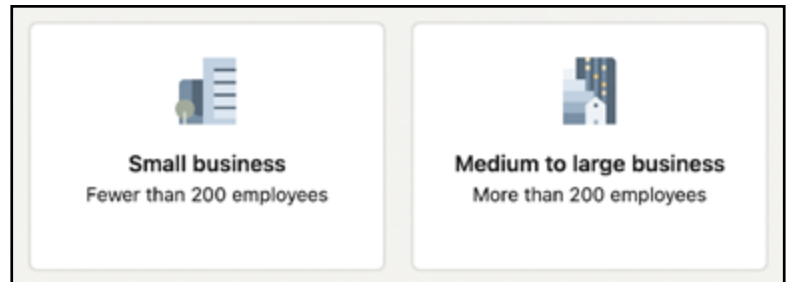 Small business
Fewer than 200 employees
Medium to large business
More than 200 employees